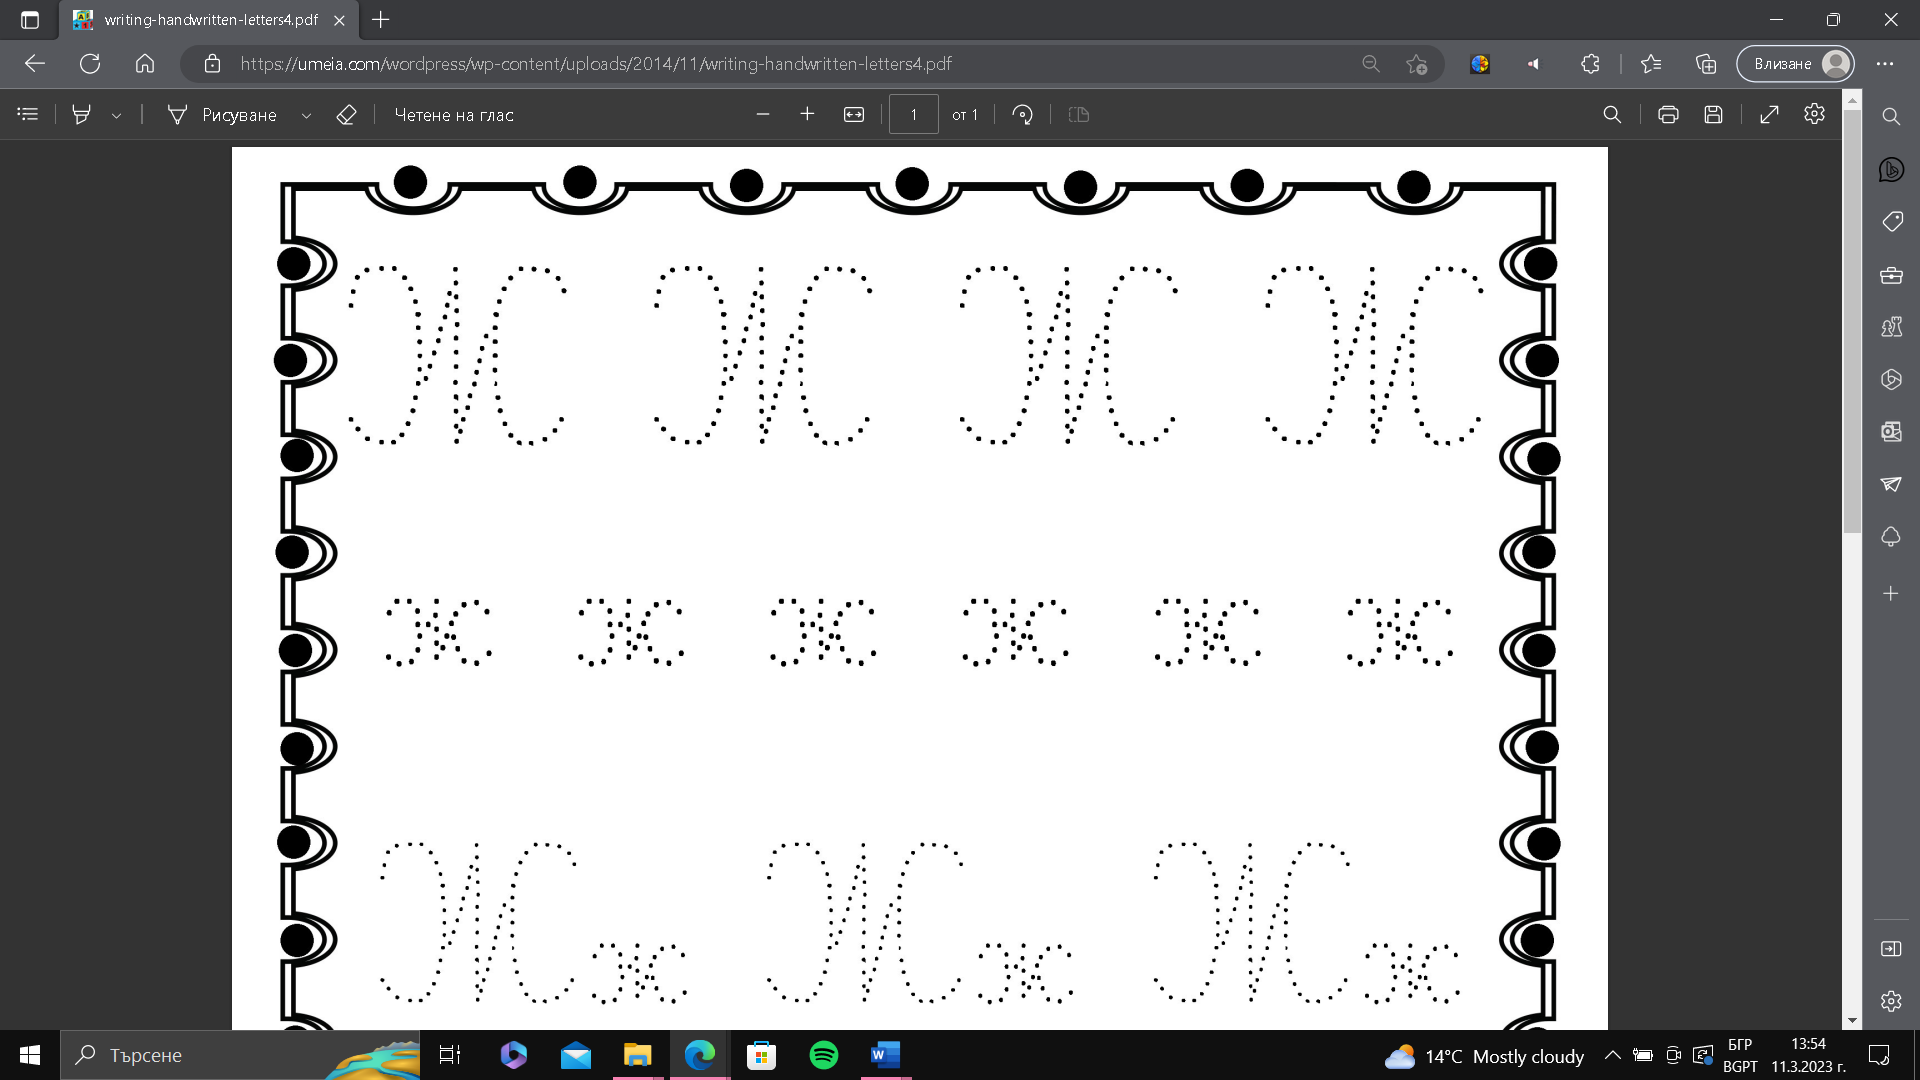 writing-handwritten-letters4.pdf
https://umeia.com/wordpress/wp-content/uploads/2014/11/writing-handwritten-letters4.pdf
Влизане
Рисуване
Четене на глас
1 от 1
Ж Ж Ж Ж
ж ж ж ж ж ж
Жж Жж Жж
Търсене
14°C Mostly cloudy
БГР
BGPT
13:54
11.3.2023 г.